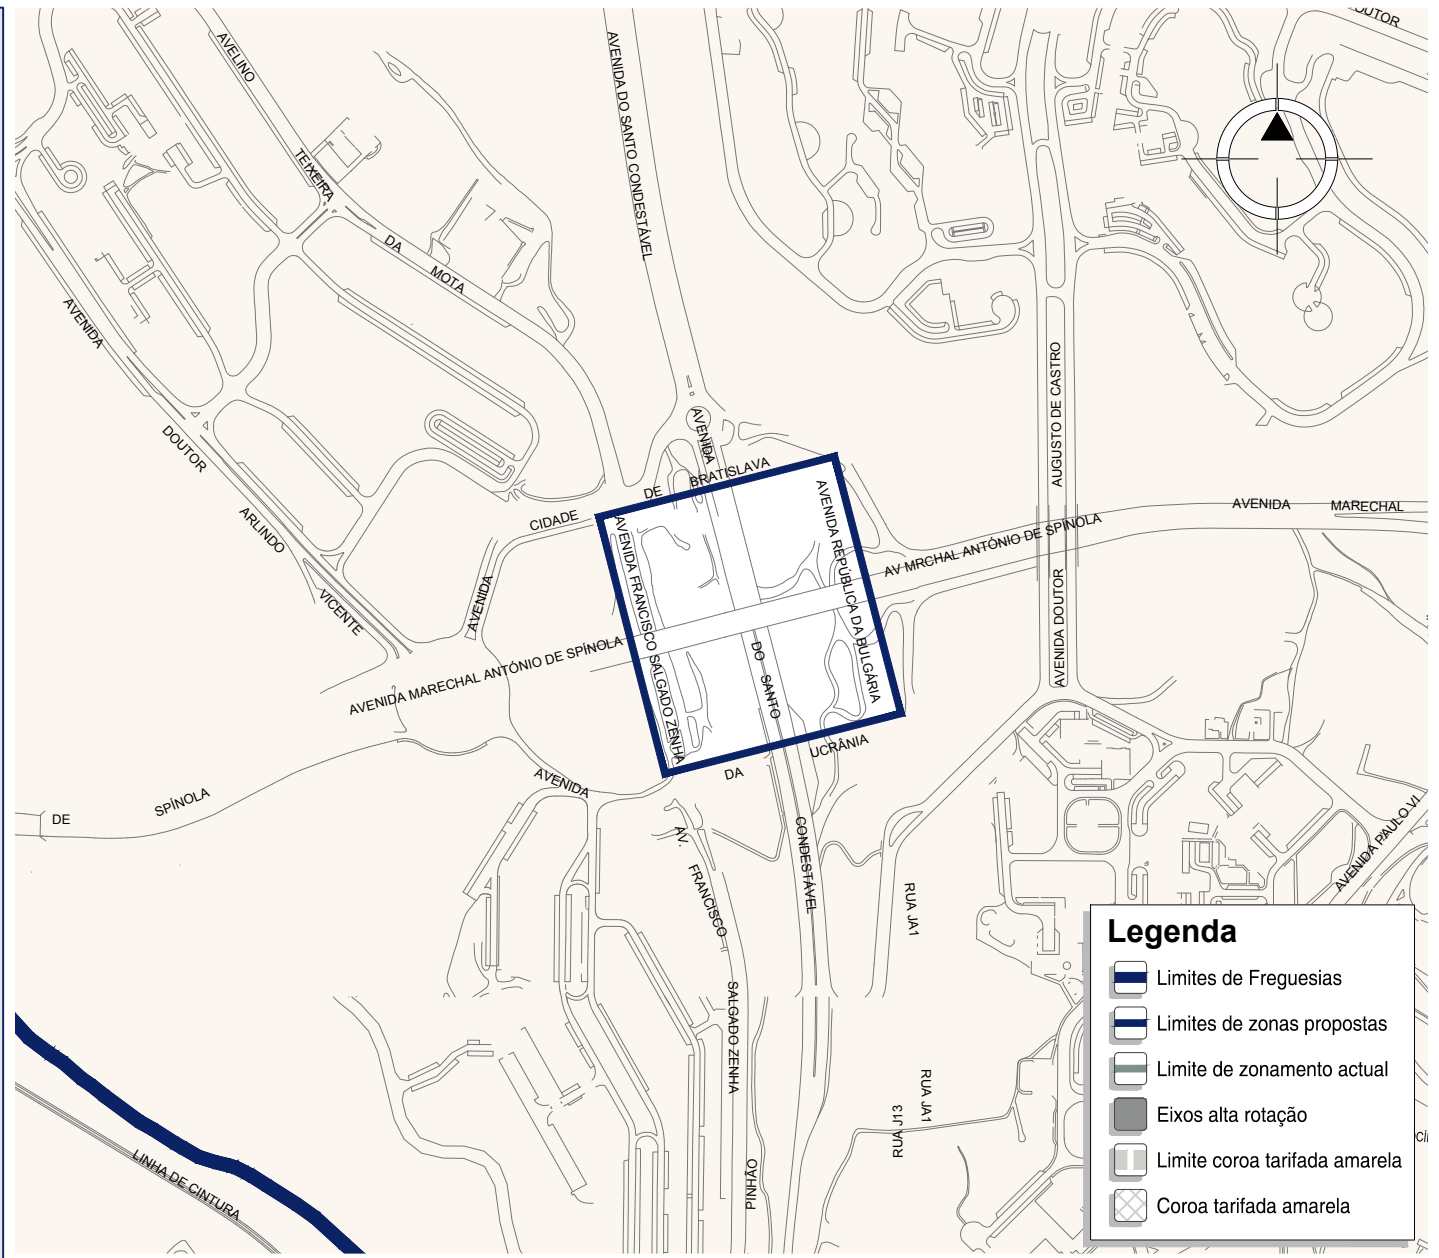 DOUTOR
AVELINO
TEIXEIRA
DA
MOTA
AVENIDA DO SANTO CONDESTÁVEL
AVENIDA
DOUTOR
ARLINDO
VICENTE
AUGUSTO DE CASTRO
AVENIDA DOUTOR
AVENIDA
CIDADE
DE
BRATISLAVA
AVENIDA
AVENIDA FRANCISCO SALGADO ZENHA
AVENIDA REPÚBLICA DA BULGÁRIA
AV MRCHAL ANTÓNIO DE SPÍNOLA
AVENIDA
MARECHAL
AVENIDA MARECHAL ANTÓNIO DE SPÍNOLA
DO
SANTO
CONDESTÁVEL
AVENIDA
DA
UCRÂNIA
DE
SPÍNOLA
AV.
FRANCISCO
SALGADO ZENHA
PINHÃO
RUA JA1
RUA JA1
RUA J13
AVENIDA PAULO VI
LINHA DE CINTURA
Legenda
Limites de Freguesias
Limites de zonas propostas
Limite de zonamento actual
Eixos alta rotação
Limite coroa tarifada amarela
Coroa tarifada amarela